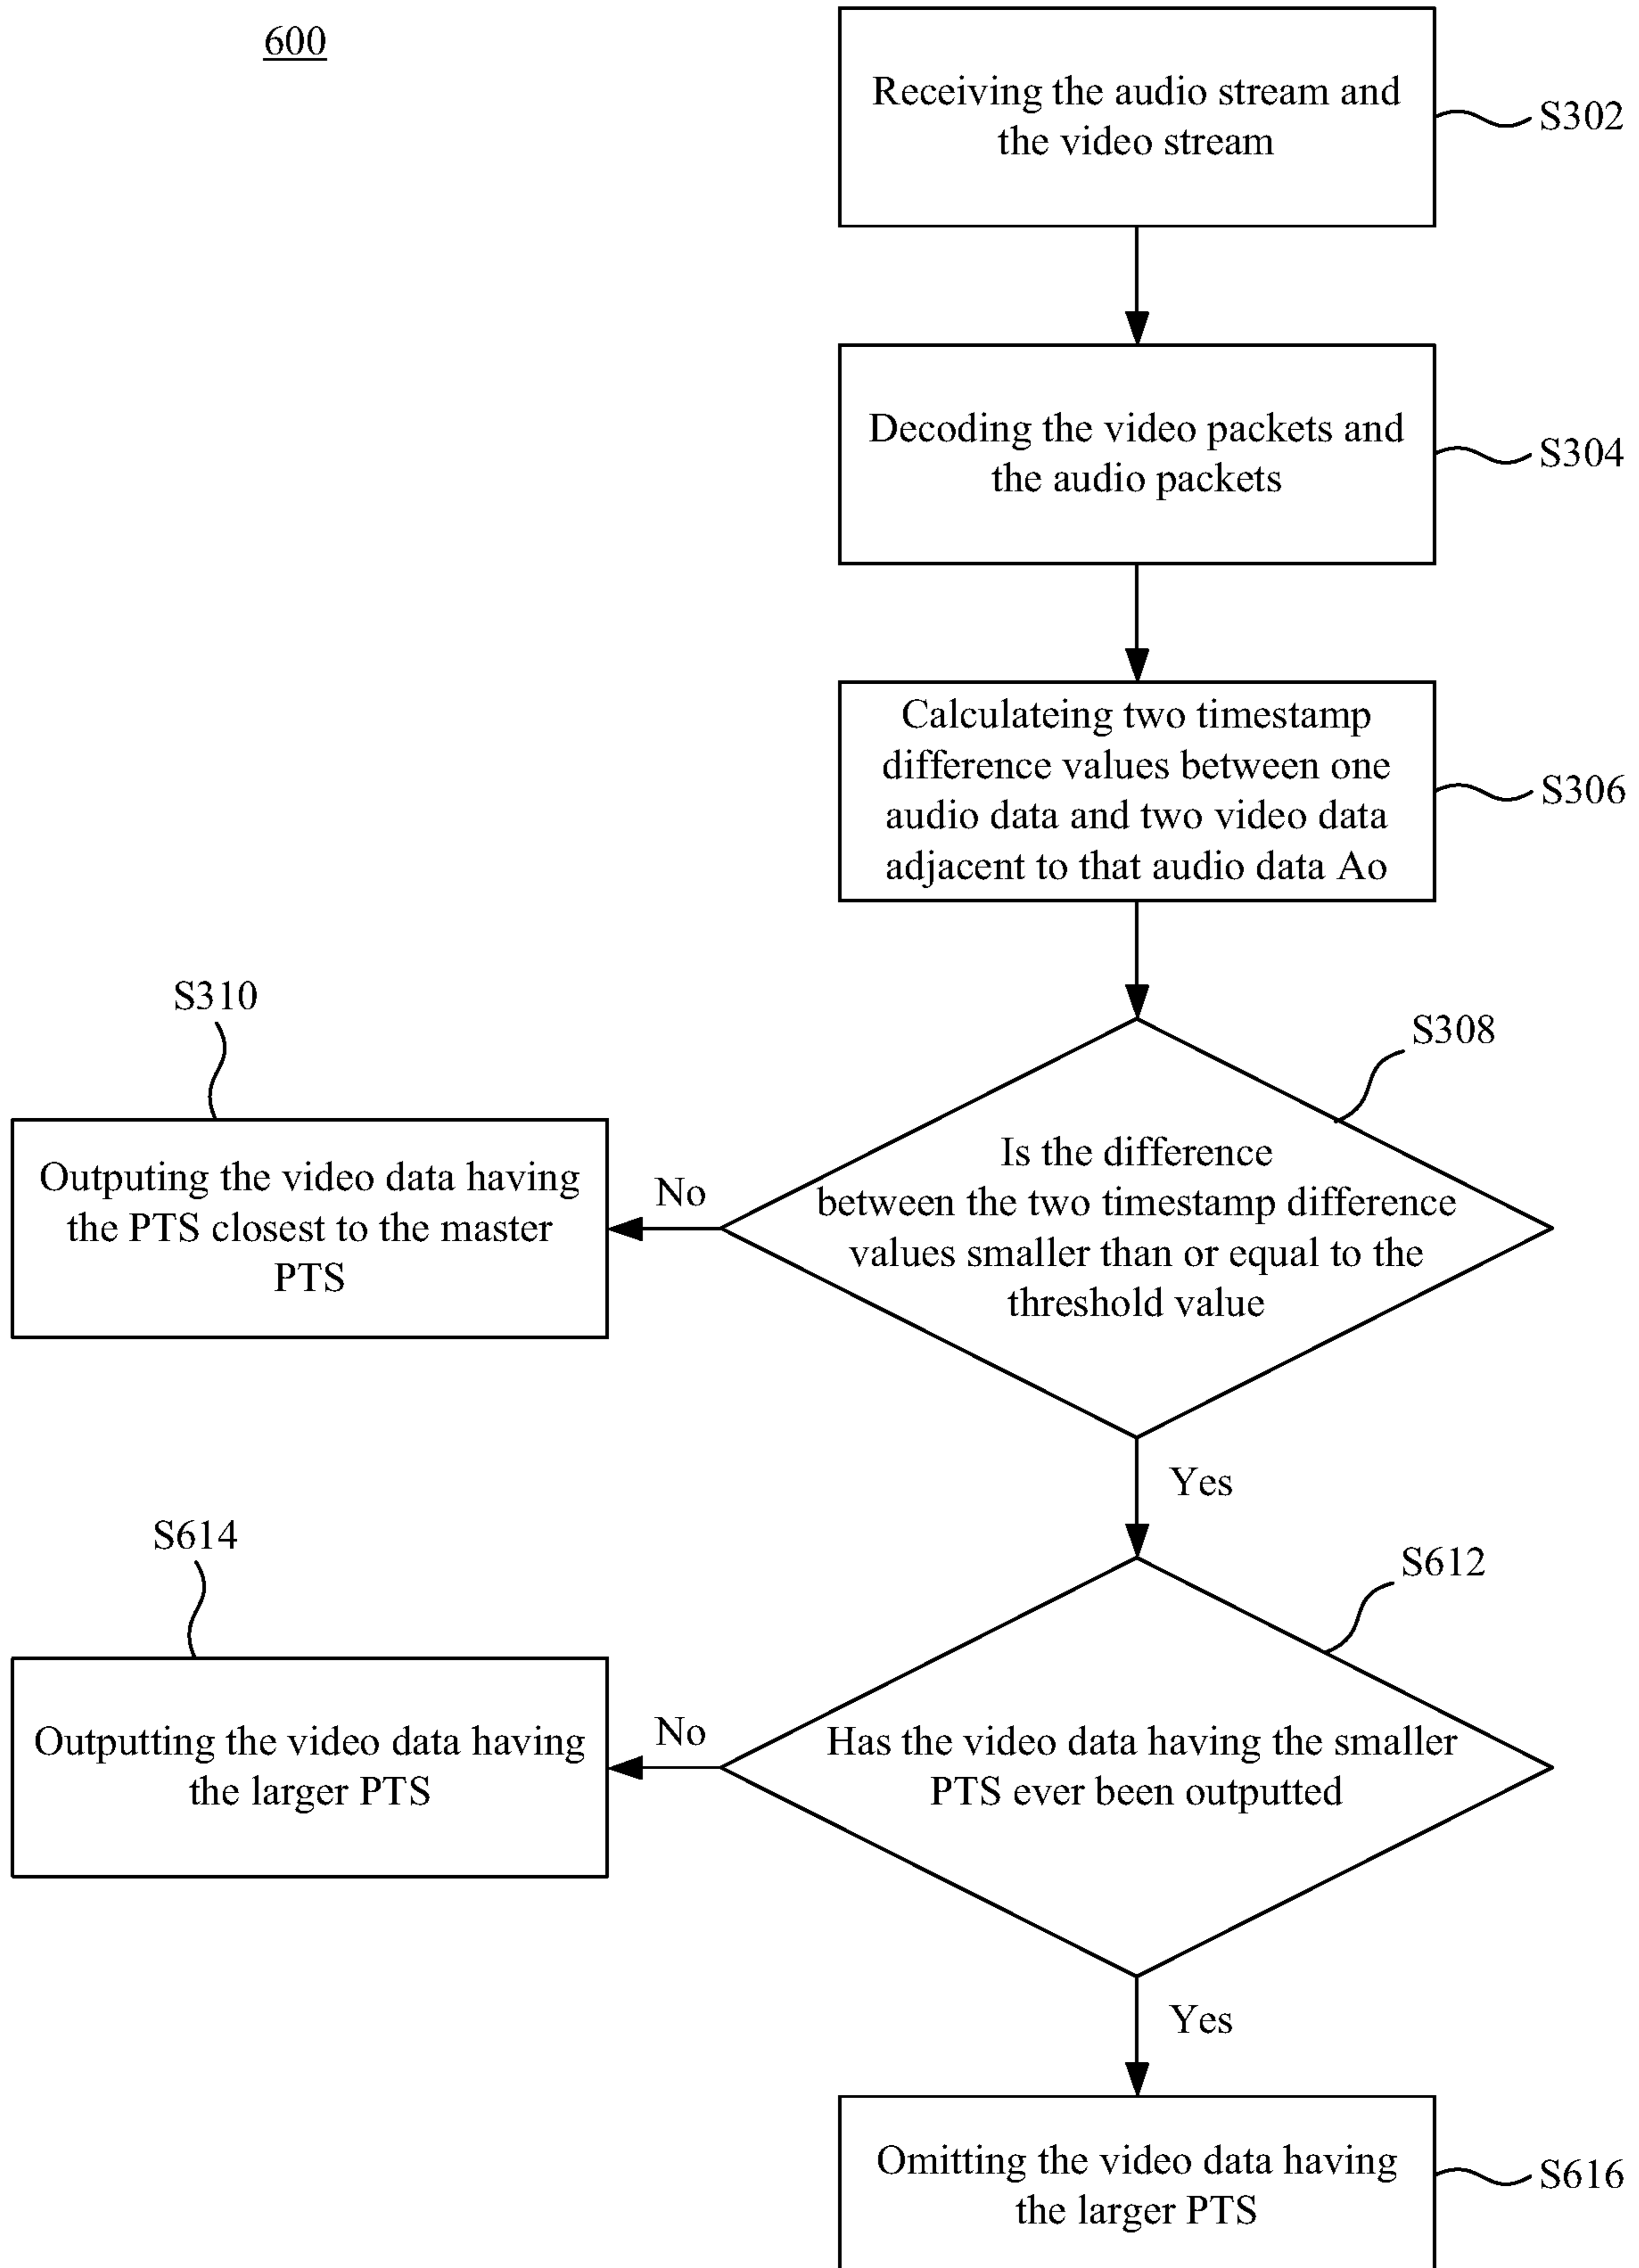 600
Receiving the audio stream and
the video stream
S302
Decoding the video packets and
the audio packets
S304
Calculateing two timestamp
difference values between one
audio data and two video data
adjacent to that audio data Ao
S306
S310
S308
Outputing the video data having
the PTS closest to the master
PTS
No
Is the difference
between the two timestamp difference
values smaller than or equal to the
threshold value
Yes
S614
S612
Outputting the video data having
the larger PTS
No
Has the video data having the smaller
PTS ever been outputted
Yes
Omitting the video data having
the larger PTS
S616